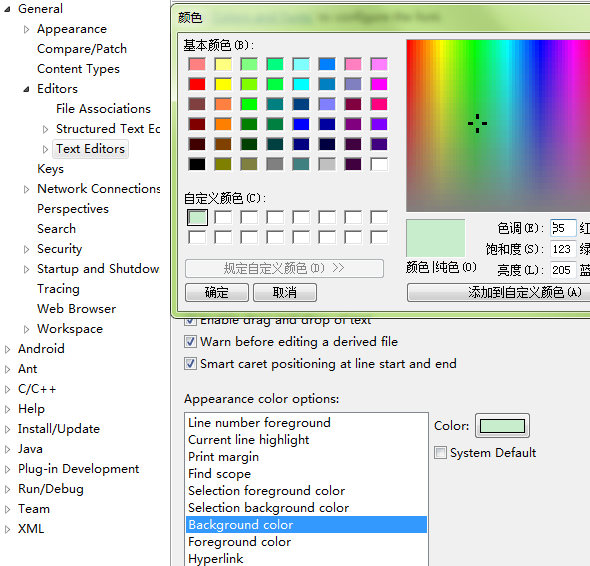 General
Appearance
Compare/Patch
Content Types
Editors
File Associations
Structured Text Ec
Text Editors
Keys
Network Connections
Perspectives
Search
Security
Startup and Shutdow
Tracing
Web Browser
Workspace
Android
Ant
C/C++
Help
Install/Update
Java
Plug-in Development
Run/Debug
Team
XML
to configure the font.
颜色
基本颜色(B):
自定义颜色(C):
规定自定义颜色(D) >>
确定 取消
颜色|纯色(O)
色调(E): 85 红
饱和度(S): 123 绿
亮度(L): 205 蓝
添加到自定义颜色(A)
Enable drag and drop of text
Warn before editing a derived file
Smart caret positioning at line start and end
Appearance color options:
Line number foreground
Current line highlight
Print margin
Find scope
Selection foreground color
Selection background color
Background color
Foreground color
Hyperlink
Color:
System Default